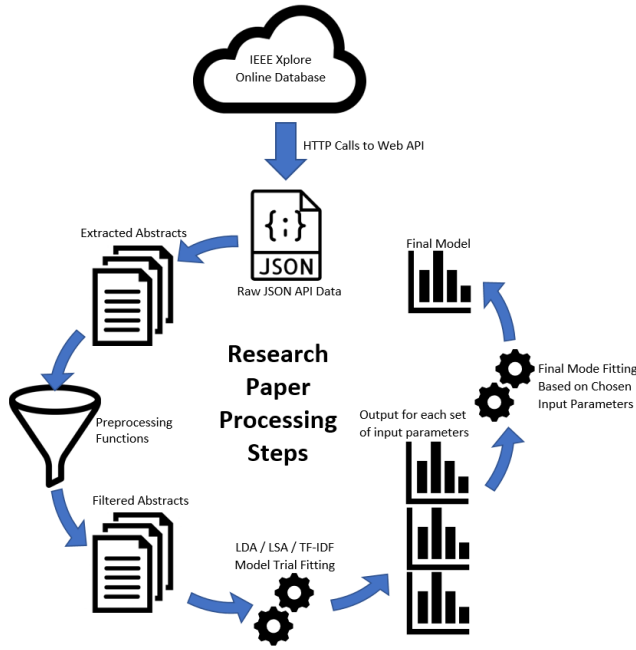 IEEE Xplore
Online Database
HTTP Calls to Web API
{;}
JSON
Raw JSON API Data
Extracted Abstracts
Preprocessing
Functions
Filtered Abstracts
LDA / LSA / TF-IDF
Model Trial Fitting
Output for each set
of input parameters
Final Mode Fitting
Based on Chosen
Input Parameters
Final Model
Research
Paper
Processing
Steps